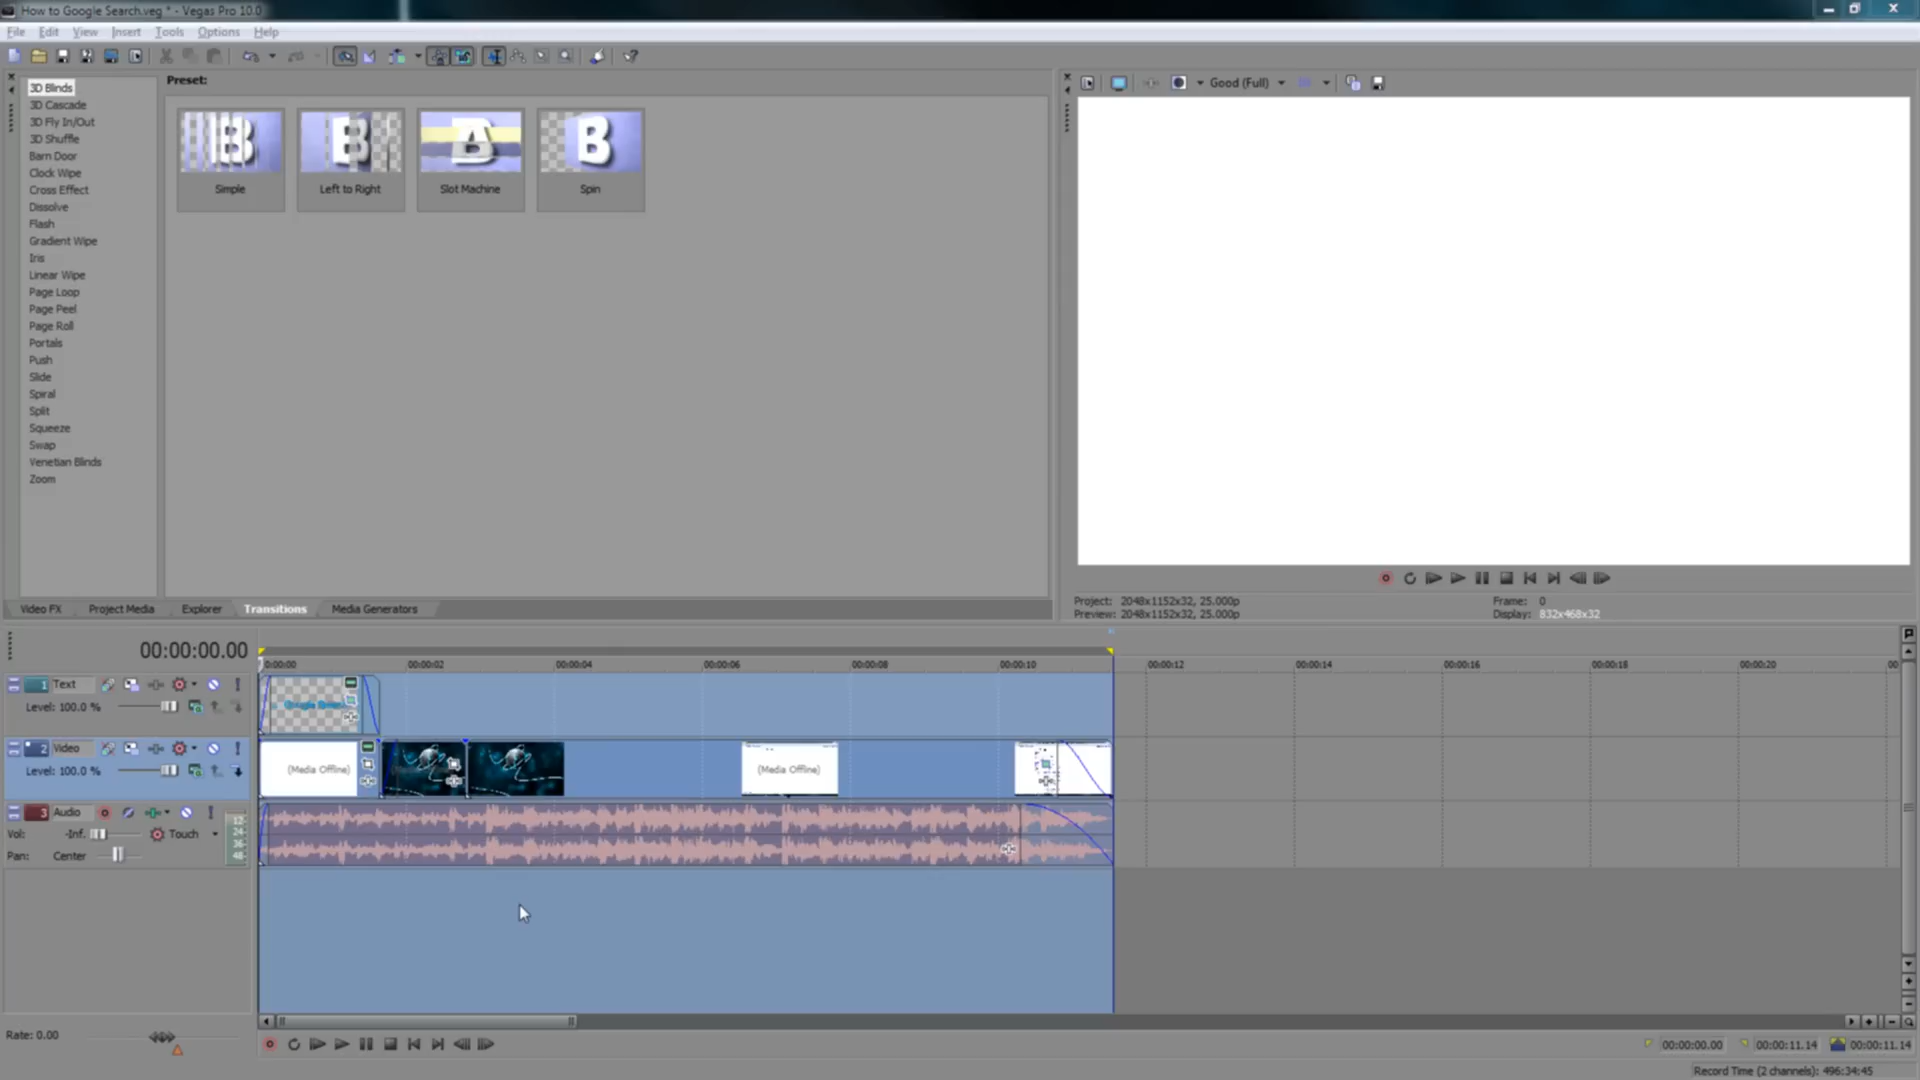 How to Google Search.veg * - Vegas Pro 10.0
File Edit View Insert Tools Options Help
3D Blinds
3D Cascade
3D Fly In/Out
3D Shuffle
Barn Door
Clock Wipe
Cross Effect
Dissolve
Flash
Gradient Wipe
Iris
Linear Wipe
Page Loop
Page Peel
Page Roll
Portals
Push
Slide
Spiral
Split
Squeeze
Swap
Venetian Blinds
Zoom
Preset:
Simple Left to Right Slot Machine Spin
Good (Full)
Video FX Project Media Explorer Transitions Media Generators
Project: 2048x1152x32, 25.000p
Preview: 2048x1152x32, 25.000p
Frame: 0
Display: 832x468x32
00:00:00.00
0:00:00 00:00:02 00:00:04 00:00:06 00:00:08 00:00:10 00:00:12 00:00:14 00:00:16 00:00:18 00:00:20 00
1 Text
Level: 100.0 %
2 Video
Level: 100.0 %
(Media Offline) (Media Offline)
3 Audio
Vol: -Inf. Touch
Pan: Center
12
24
36
48
Rate: 0.00
00:00:00.00 00:00:11.14 00:00:11.14
Record Time (2 channels): 496:34:45